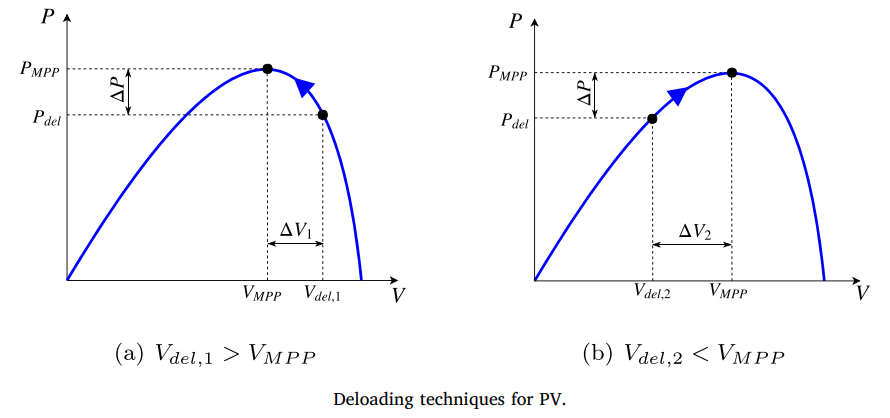 P
P_MPP
ΔP
P_del
ΔV_1
V_MPP
V_del,1
V
(a) V_del,1 > V_MPP
P
P_MPP
ΔP
P_del
ΔV_2
V_del,2
V_MPP
V
(b) V_del,2 < V_MPP
Deloading techniques for PV.